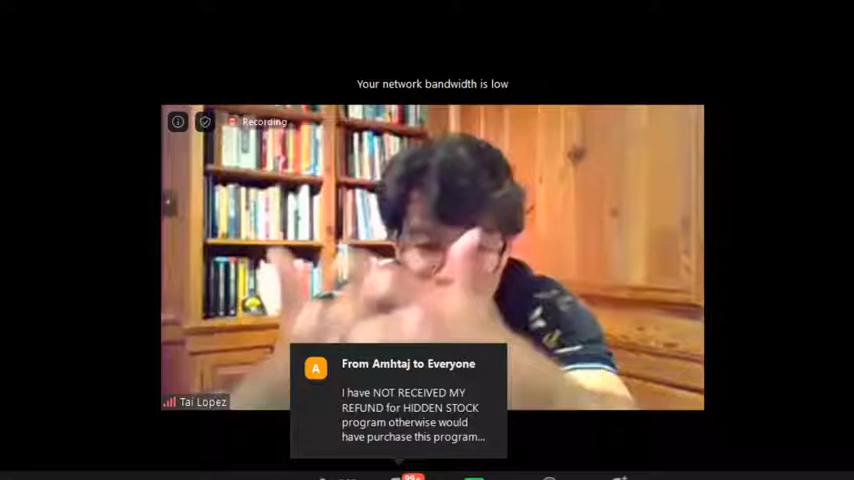 Your network bandwidth is low
Recording
From Amhtaj to Everyone
A
I have NOT RECEIVED MY
REFUND for HIDDEN STOCK
program otherwise would
have purchase this program...
Tai Lopez
99+